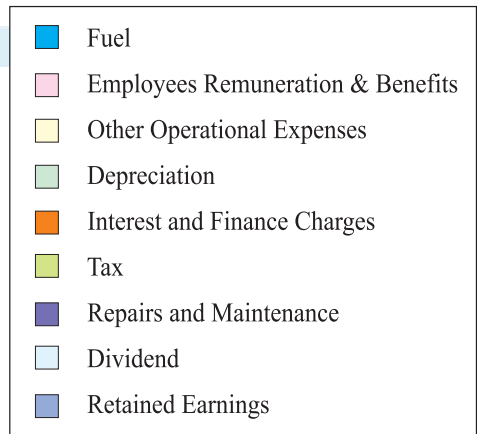 Fuel
Employees Remuneration & Benefits
Other Operational Expenses
Depreciation
Interest and Finance Charges
Tax
Repairs and Maintenance
Dividend
Retained Earnings